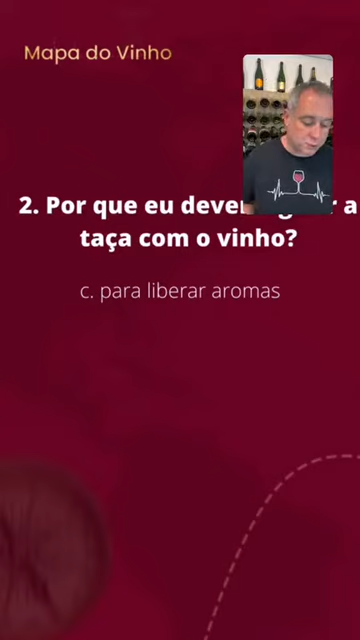 Mapa do Vinho
2. Por que eu a
taça com o vinho?
c. para liberar aromas